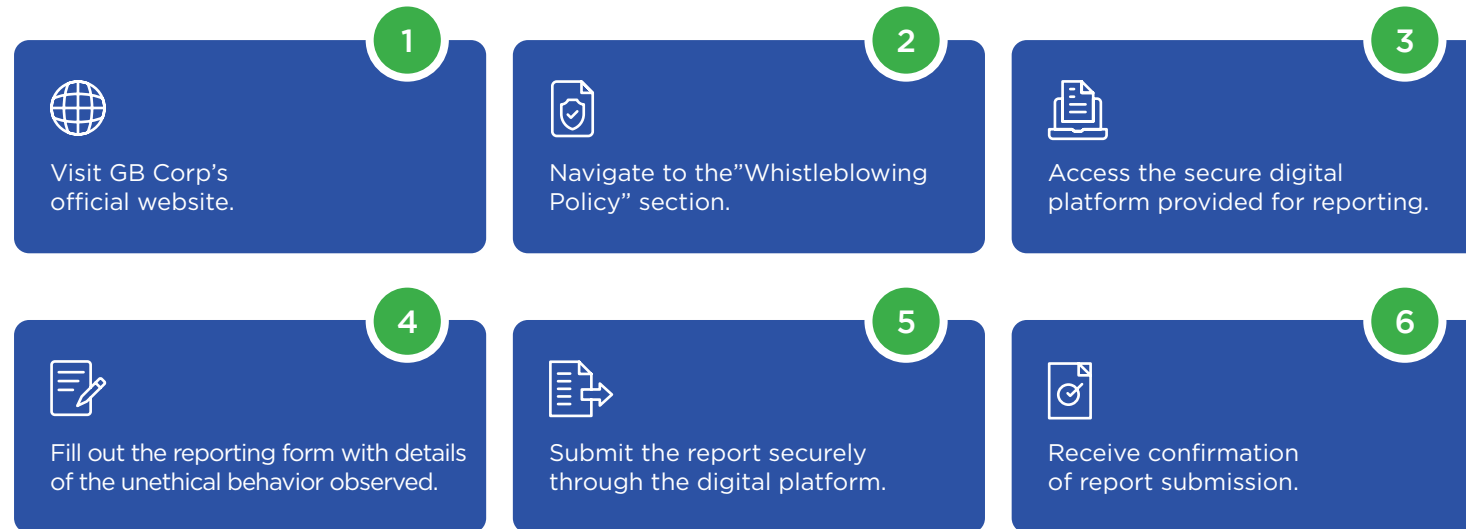 1
Visit GB Corp’s
official website.
2
Navigate to the”Whistleblowing
Policy” section.
3
Access the secure digital
platform provided for reporting.
4
Fill out the reporting form with details
of the unethical behavior observed.
5
Submit the report securely
through the digital platform.
6
Receive confirmation
of report submission.